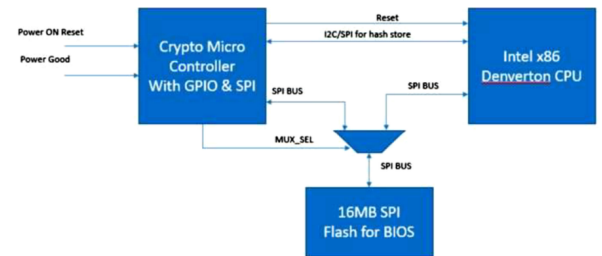 Reset
Power ON Reset
I2C/SPI for hash store
Power Good
Crypto Micro
Controller
With GPIO & SPI
Intel x86
Denverton CPU
SPI BUS
SPI BUS
MUX_SEL
SPI BUS
16MB SPI
Flash for BIOS